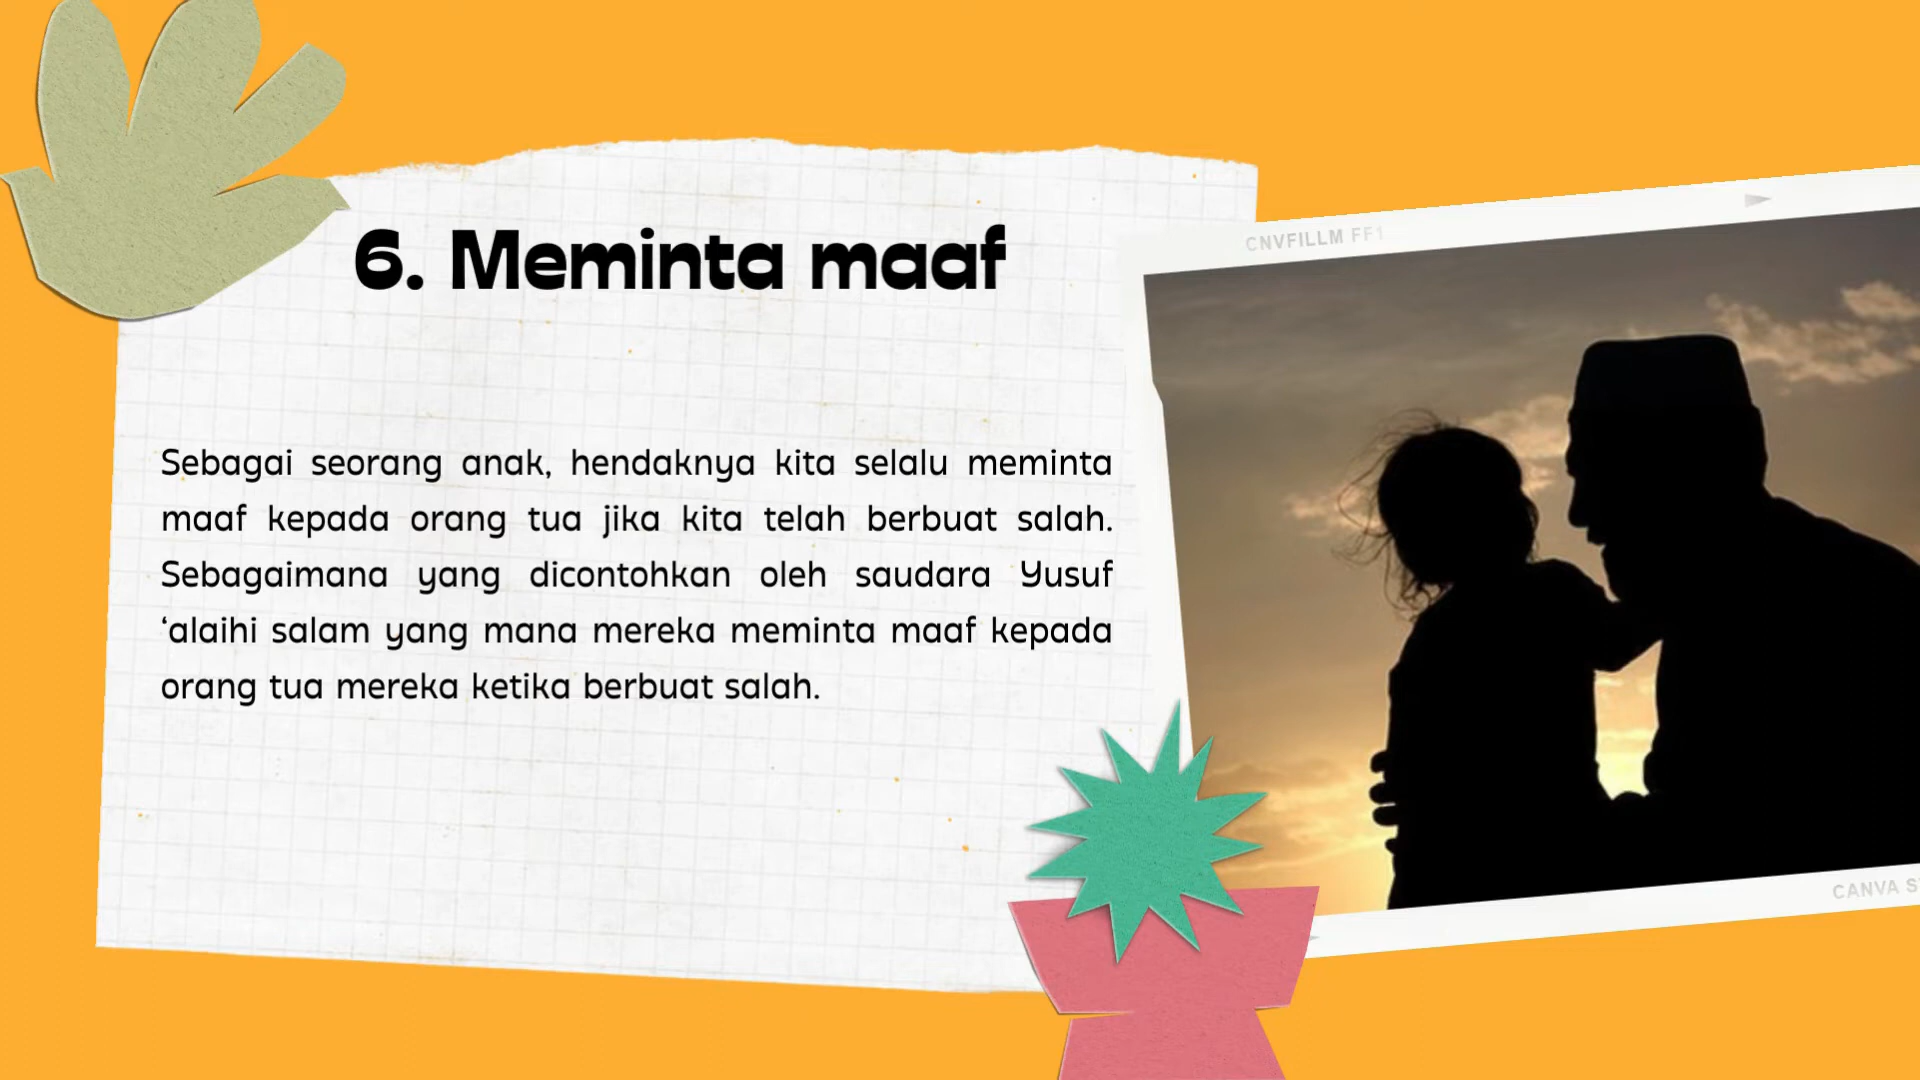 CNVFILLM FF1
6. Meminta maaf
Sebagai seorang anak, hendaknya kita selalu meminta
maaf kepada orang tua jika kita telah berbuat salah.
Sebagaimana yang dicontohkan oleh saudara Yusuf
‘alaihi salam yang mana mereka meminta maaf kepada
orang tua mereka ketika berbuat salah.
CANVA